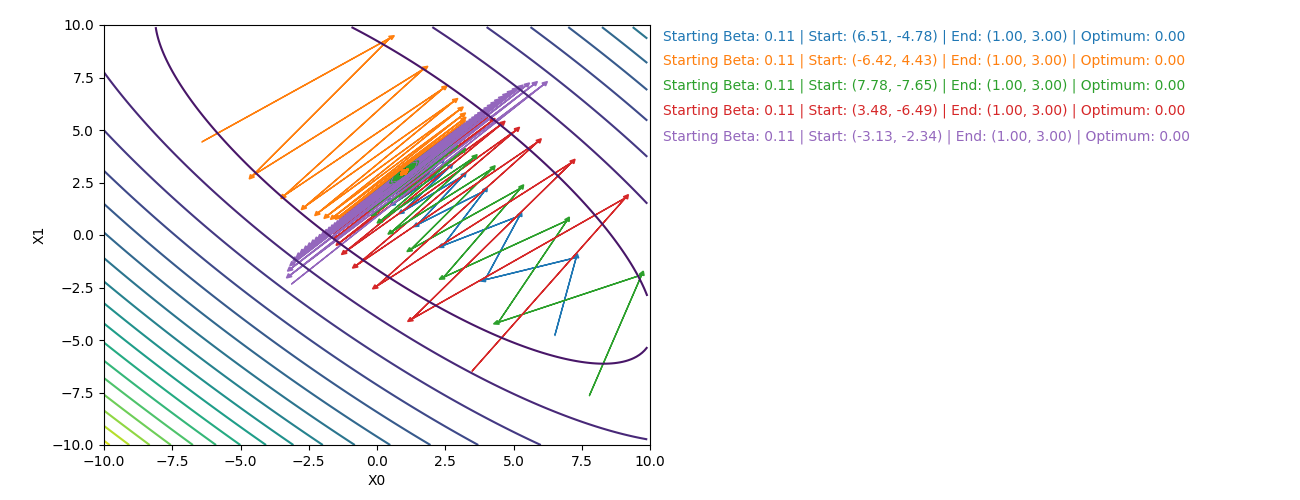 10.0
7.5
5.0
2.5
0.0
−2.5
−5.0
−7.5
−10.0
X1
−10.0 −7.5 −5.0 −2.5 0.0 2.5 5.0 7.5 10.0
X0
Starting Beta: 0.11 | Start: (6.51, -4.78) | End: (1.00, 3.00) | Optimum: 0.00
Starting Beta: 0.11 | Start: (-6.42, 4.43) | End: (1.00, 3.00) | Optimum: 0.00
Starting Beta: 0.11 | Start: (7.78, -7.65) | End: (1.00, 3.00) | Optimum: 0.00
Starting Beta: 0.11 | Start: (3.48, -6.49) | End: (1.00, 3.00) | Optimum: 0.00
Starting Beta: 0.11 | Start: (-3.13, -2.34) | End: (1.00, 3.00) | Optimum: 0.00